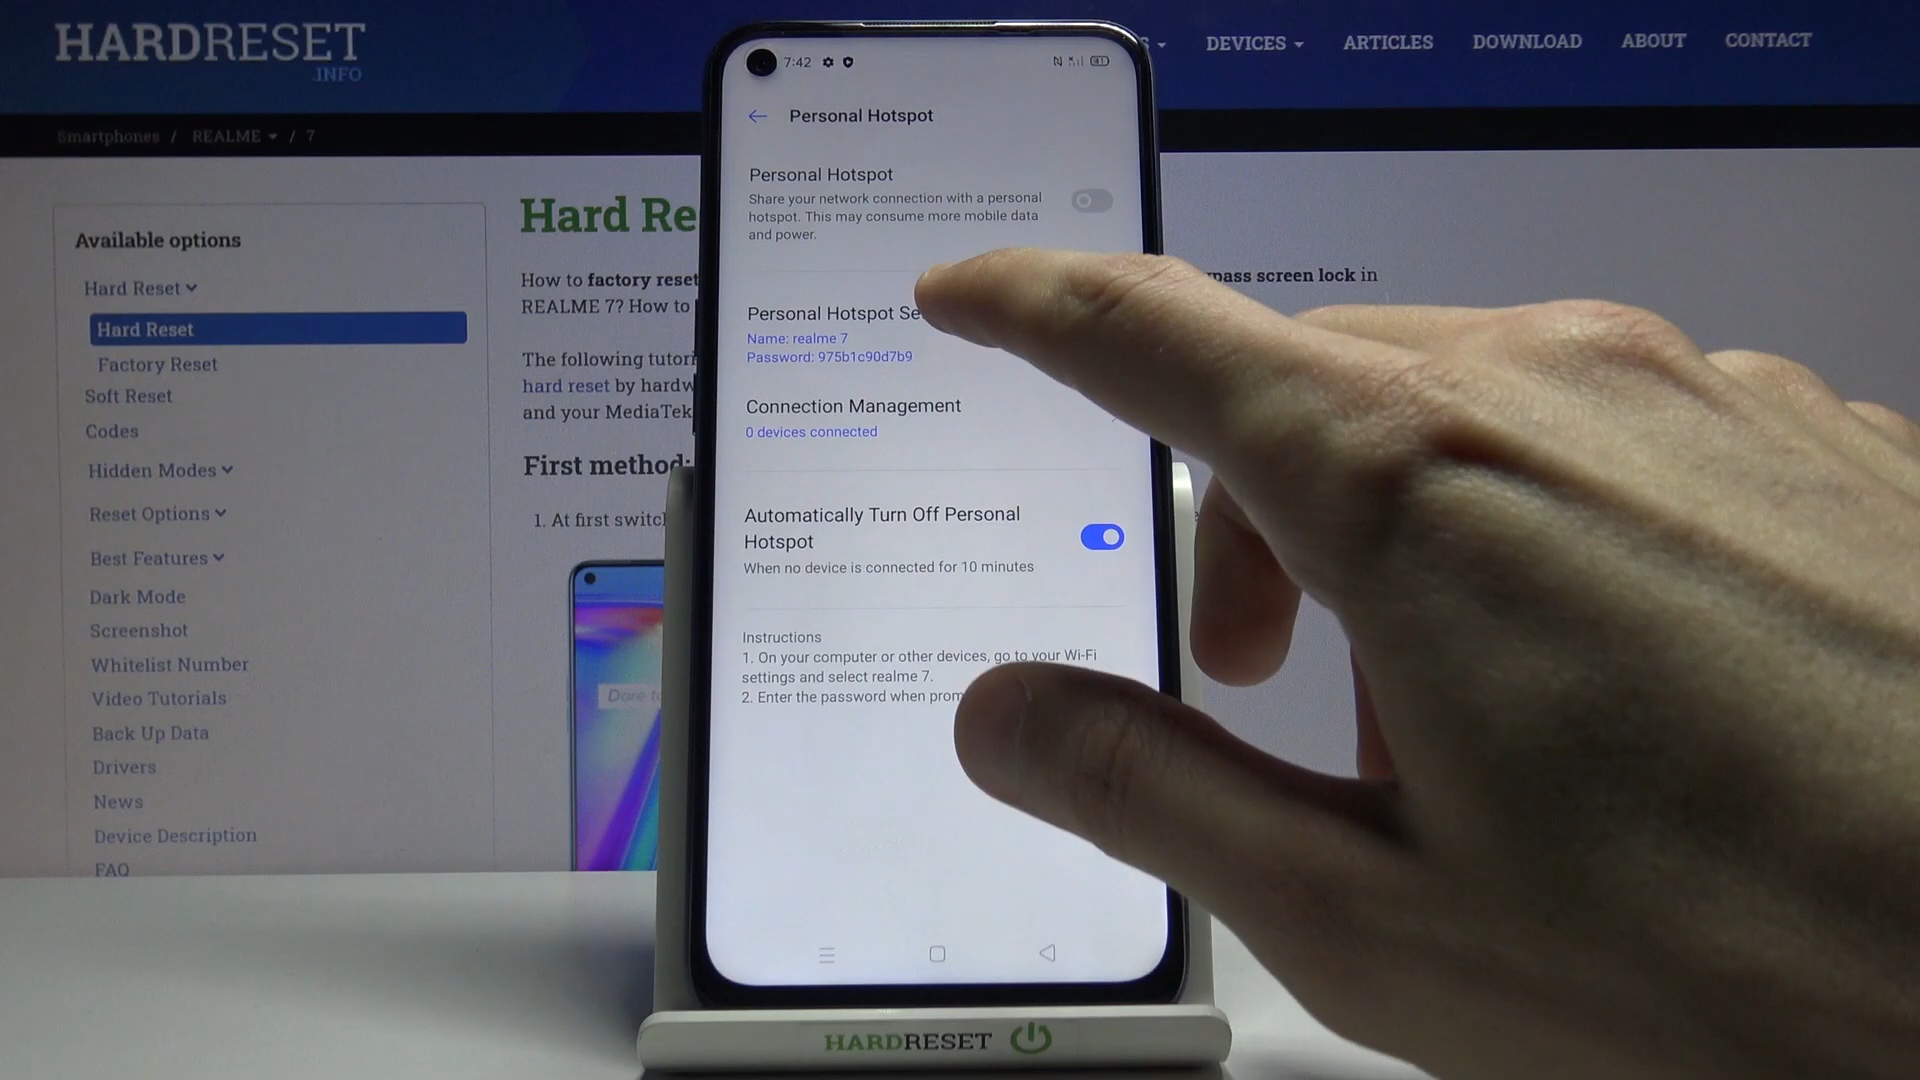 HARDRESET
.INFO
DEVICES
ARTICLES
DOWNLOAD
ABOUT
CONTACT
Smartphones / REALME / 7
Available options
Hard Reset
Hard Reset
Factory Reset
Soft Reset
Codes
Hidden Modes
Reset Options
Best Features
Dark Mode
Screenshot
Whitelist Number
Video Tutorials
Back Up Data
Drivers
News
Device Description
FAQ
Hard Re
How to factory reset
screen lock in
REALME 7? How to
The following
hard reset by
and your MediaTek
First method:
1. At first
7:42
Personal Hotspot
Personal Hotspot
Share your network connection with a personal
hotspot. This may consume more mobile data
and power.
Personal Hotspot Se
Name: realme 7
Password: 975b1c90d7b9
Connection Management
0 devices connected
Automatically Turn Off Personal
Hotspot
When no device is connected for 10 minutes
Instructions
1. On your computer or other devices, go to your Wi-Fi
settings and select realme 7.
2. Enter the password when prom
HARDRESET